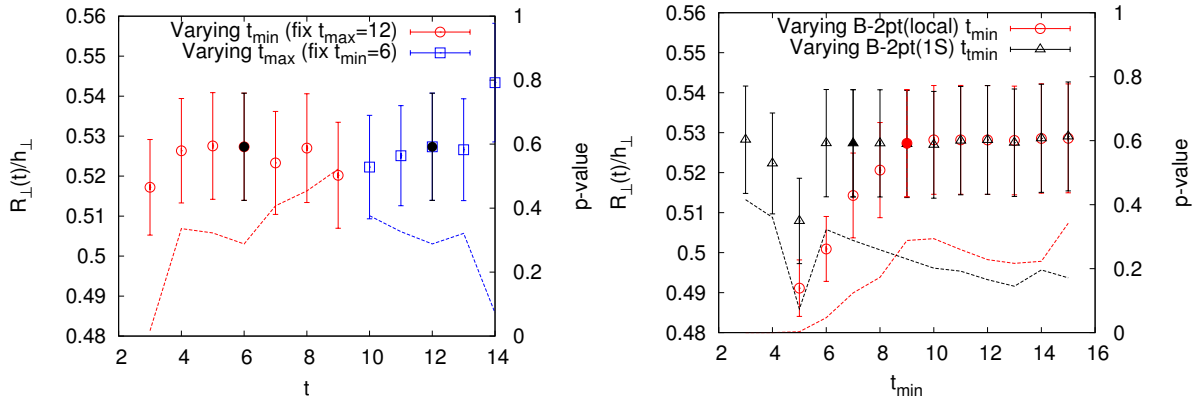 Varying t_min (fix t_max=12)
Varying t_max (fix t_min=6)
0.56
0.55
0.54
0.53
0.52
0.51
0.5
0.49
0.48
R_⊥(t)/h_⊥
1
0.8
0.6
0.4
0.2
0
p-value
2 4 6 8 10 12 14
t
Varying B-2pt(local) t_min
Varying B-2pt(1S) t_tmin
0.56
0.55
0.54
0.53
0.52
0.51
0.5
0.49
0.48
R_⊥(t)/h_⊥
1
0.8
0.6
0.4
0.2
0
p-value
2 4 6 8 10 12 14 16
t_min